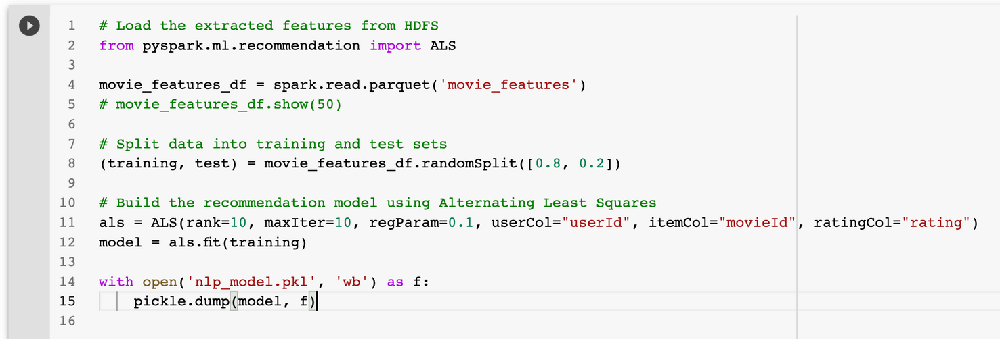 1 # Load the extracted features from HDFS
2 from pyspark.ml.recommendation import ALS
3
4 movie_features_df = spark.read.parquet('movie_features')
5 # movie_features_df.show(50)
6
7 # Split data into training and test sets
8 (training, test) = movie_features_df.randomSplit([0.8, 0.2])
9
10 # Build the recommendation model using Alternating Least Squares
11 als = ALS(rank=10, maxIter=10, regParam=0.1, userCol="userId", itemCol="movieId", ratingCol="rating")
12 model = als.fit(training)
13
14 with open('nlp_model.pkl', 'wb') as f:
15     pickle.dump(model, f)
16